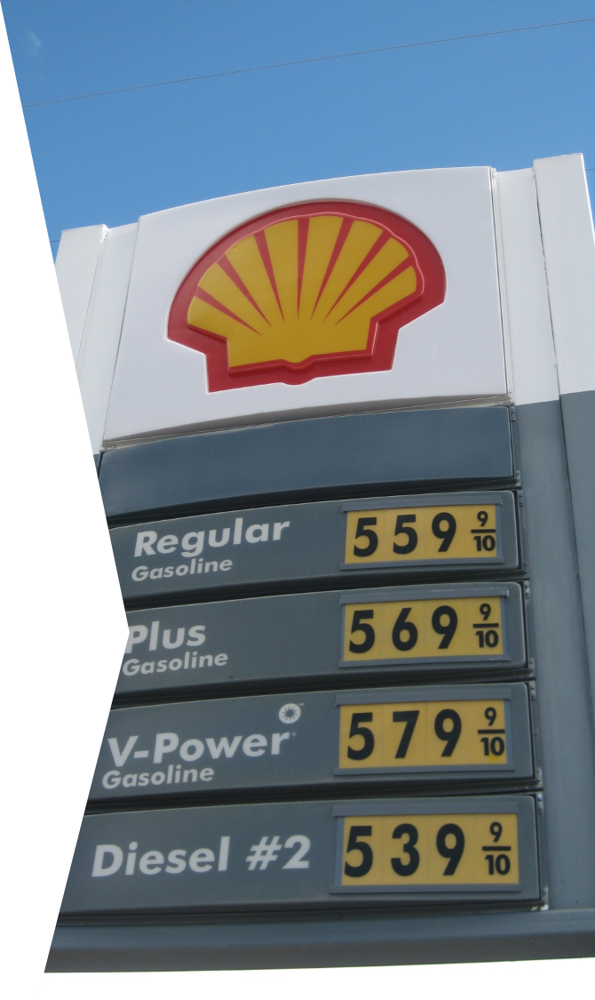 Regular 559 9/10
Gasoline
Plus 569 9/10
Gasoline
V-Power 579 9/10
Gasoline
Diesel #2 539 9/10